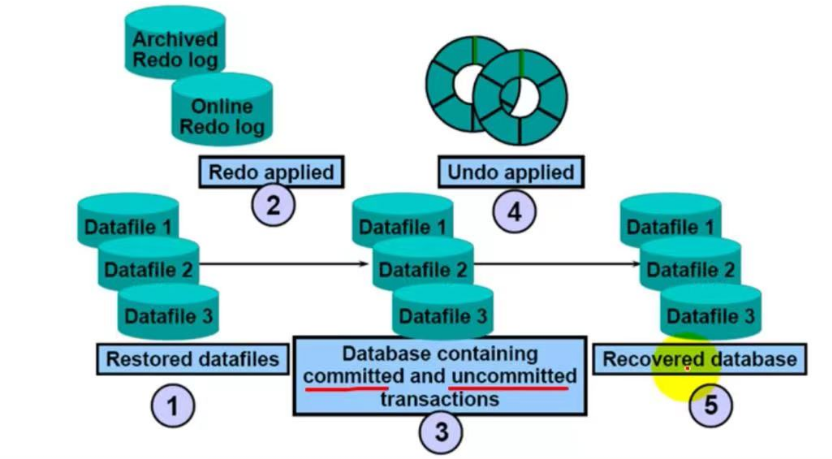 Archived
Redo log
Online
Redo log
Redo applied
2
Undo applied
4
Datafile 1
Datafile 2
Datafile 3
Datafile 1
Datafile 2
Datafile 3
Datafile 1
Datafile 2
Datafile 3
Restored datafiles
1
Database containing
committed and uncommitted
transactions
3
Recovered database
5